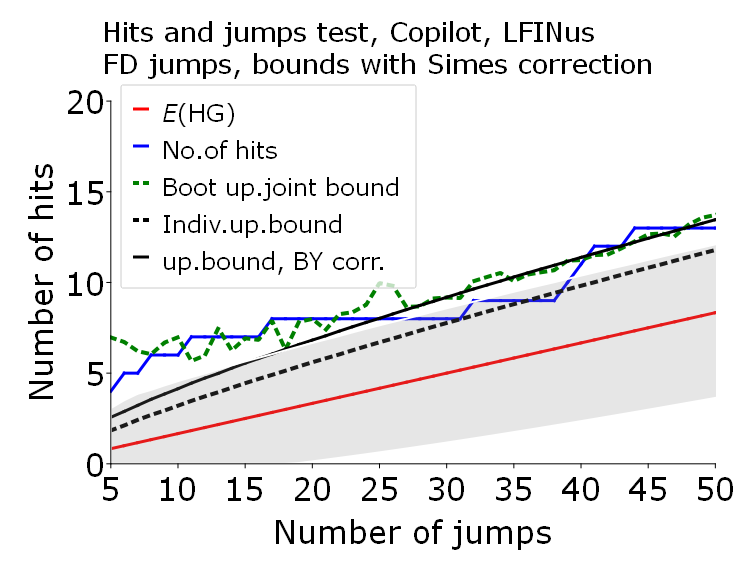 Hits and jumps test, Copilot, LFINus
FD jumps, bounds with Simes correction
E(HG)
No.of hits
Boot up.joint bound
Indiv.up.bound
up.bound, BY corr.
Number of hits
20
15
10
5
0
5 10 15 20 25 30 35 40 45 50
Number of jumps